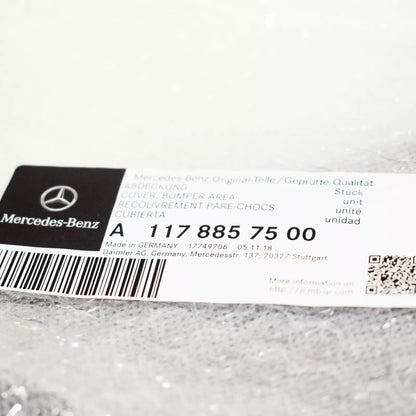 Mercedes-Benz Original-Teile/Geprüfte Qualität
ABDECKUNG Stück
COVER, BUMPER AREA unit
RECOUVREMENT PARE-CHOCS unité
CUBIERTA unidad
Mercedes-Benz
A 117 885 75 00
Made in GERMANY 17749706 05.11.18
Daimler AG, Germany, Mercedesstr. 137, 70327 Stuttgart
More information on